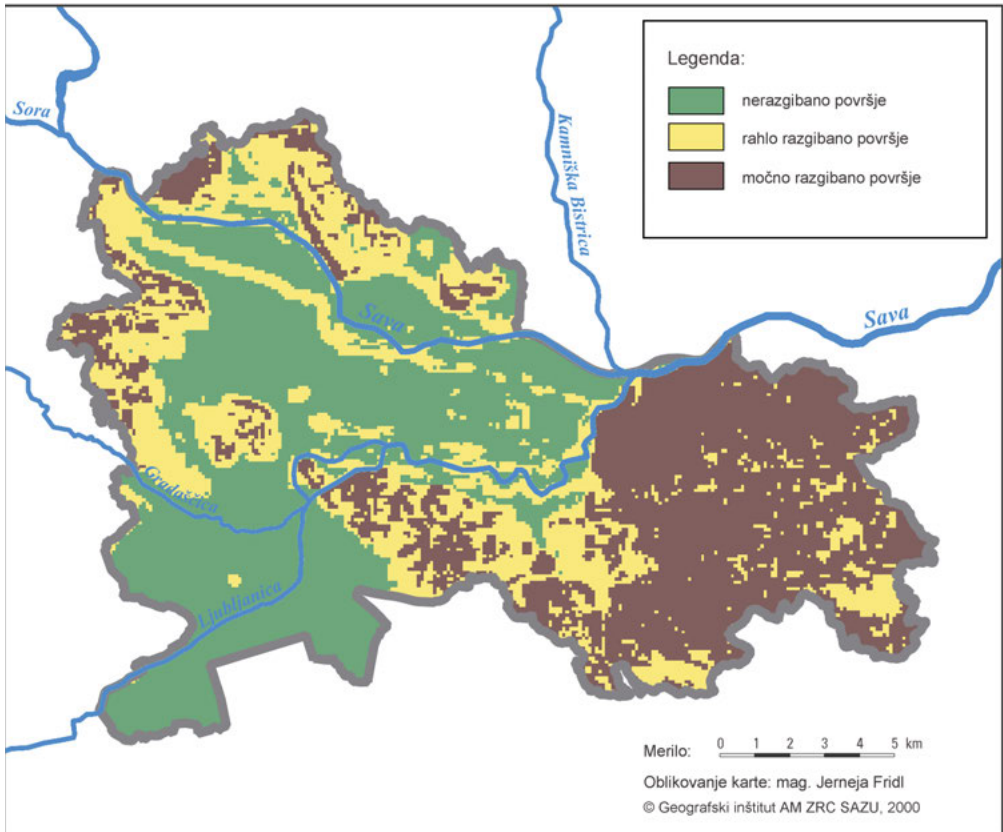 Legenda:
nerazgibano površje
rahlo razgibano površje
močno razgibano površje
Sora
Kamniška Bistrica
Sava
Sava
Gradaščica
Ljubljanica
Merilo: 0 1 2 3 4 5 km
Oblikovanje karte: mag. Jerneja Fridl
© Geografski inštitut AM ZRC SAZU, 2000